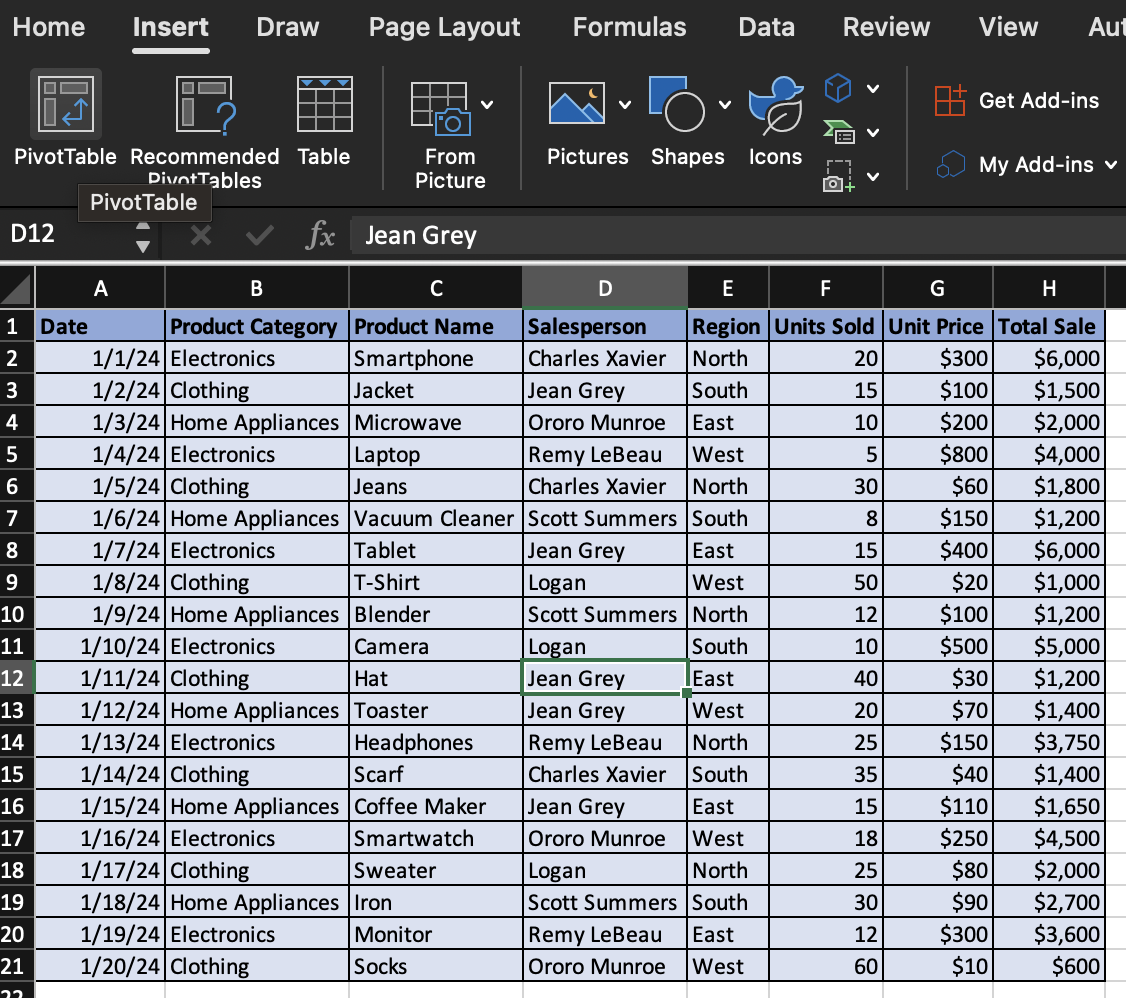 Home Insert Draw Page Layout Formulas Data Review View
PivotTable Recommended PivotTables Table From Picture Pictures Shapes Icons Get Add-ins My Add-ins
PivotTable
D12 fx Jean Grey
A B C D E F G H
1 Date Product Category Product Name Salesperson Region Units Sold Unit Price Total Sale
2 1/1/24 Electronics Smartphone Charles Xavier North 20 $300 $6,000
3 1/2/24 Clothing Jacket Jean Grey South 15 $100 $1,500
4 1/3/24 Home Appliances Microwave Ororo Munroe East 10 $200 $2,000
5 1/4/24 Electronics Laptop Remy LeBeau West 5 $800 $4,000
6 1/5/24 Clothing Jeans Charles Xavier North 30 $60 $1,800
7 1/6/24 Home Appliances Vacuum Cleaner Scott Summers South 8 $150 $1,200
8 1/7/24 Electronics Tablet Jean Grey East 15 $400 $6,000
9 1/8/24 Clothing T-Shirt Logan West 50 $20 $1,000
10 1/9/24 Home Appliances Blender Scott Summers North 12 $100 $1,200
11 1/10/24 Electronics Camera Logan South 10 $500 $5,000
12 1/11/24 Clothing Hat Jean Grey East 40 $30 $1,200
13 1/12/24 Home Appliances Toaster Jean Grey West 20 $70 $1,400
14 1/13/24 Electronics Headphones Remy LeBeau North 25 $150 $3,750
15 1/14/24 Clothing Scarf Charles Xavier South 35 $40 $1,400
16 1/15/24 Home Appliances Coffee Maker Jean Grey East 15 $110 $1,650
17 1/16/24 Electronics Smartwatch Ororo Munroe West 18 $250 $4,500
18 1/17/24 Clothing Sweater Logan North 25 $80 $2,000
19 1/18/24 Home Appliances Iron Scott Summers South 30 $90 $2,700
20 1/19/24 Electronics Monitor Remy LeBeau East 12 $300 $3,600
21 1/20/24 Clothing Socks Ororo Munroe West 60 $10 $600